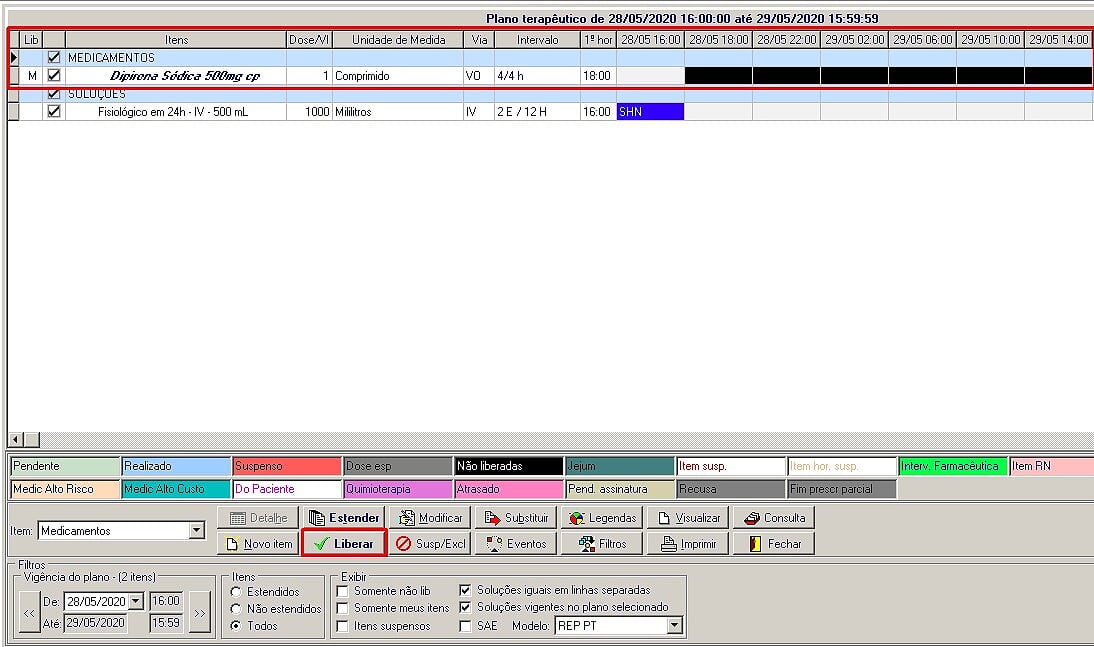 Plano terapêutico de 28/05/2020 16:00:00 até 29/05/2020 15:59:59
Lib Itens Dose/Vl Unidade de Medida Via Intervalo 1ª hor 28/05 16:00 28/05 18:00 28/05 22:00 29/05 02:00 29/05 06:00 29/05 10:00 29/05 14:00
MEDICAMENTOS
M Dipirona Sódica 500mg cp 1 Comprimido VO 4/4 h 18:00
SOLUÇÕES
Fisiológico em 24h - IV - 500 mL 1000 Mililitros IV 2 E / 12 H 16:00 SHN
Pendente Realizado Suspenso Dose esp Não liberadas Jejum Item susp. Item hor. susp. Interv. Farmacêutica Item RN
Medic Alto Risco Medic Alto Custo Do Paciente Quimioterapia Atrasado Pend. assinatura Recusa Fim prescr parcial
Item: Medicamentos
Detalhe Estender Modificar Substituir Legendas Visualizar Consulta
Novo item Liberar Susp/Excl Eventos Filtros Imprimir Fechar
Filtros
Vigência do plano - (2 itens)
<<
De: 28/05/2020 16:00
Até: 29/05/2020 15:59
>>
Itens
Estendidos
Não estendidos
Todos
Exibir
Somente não lib
Somente meus itens
Itens suspensos
Soluções iguais em linhas separadas
Soluções vigentes no plano selecionado
SAE Modelo: REP PT